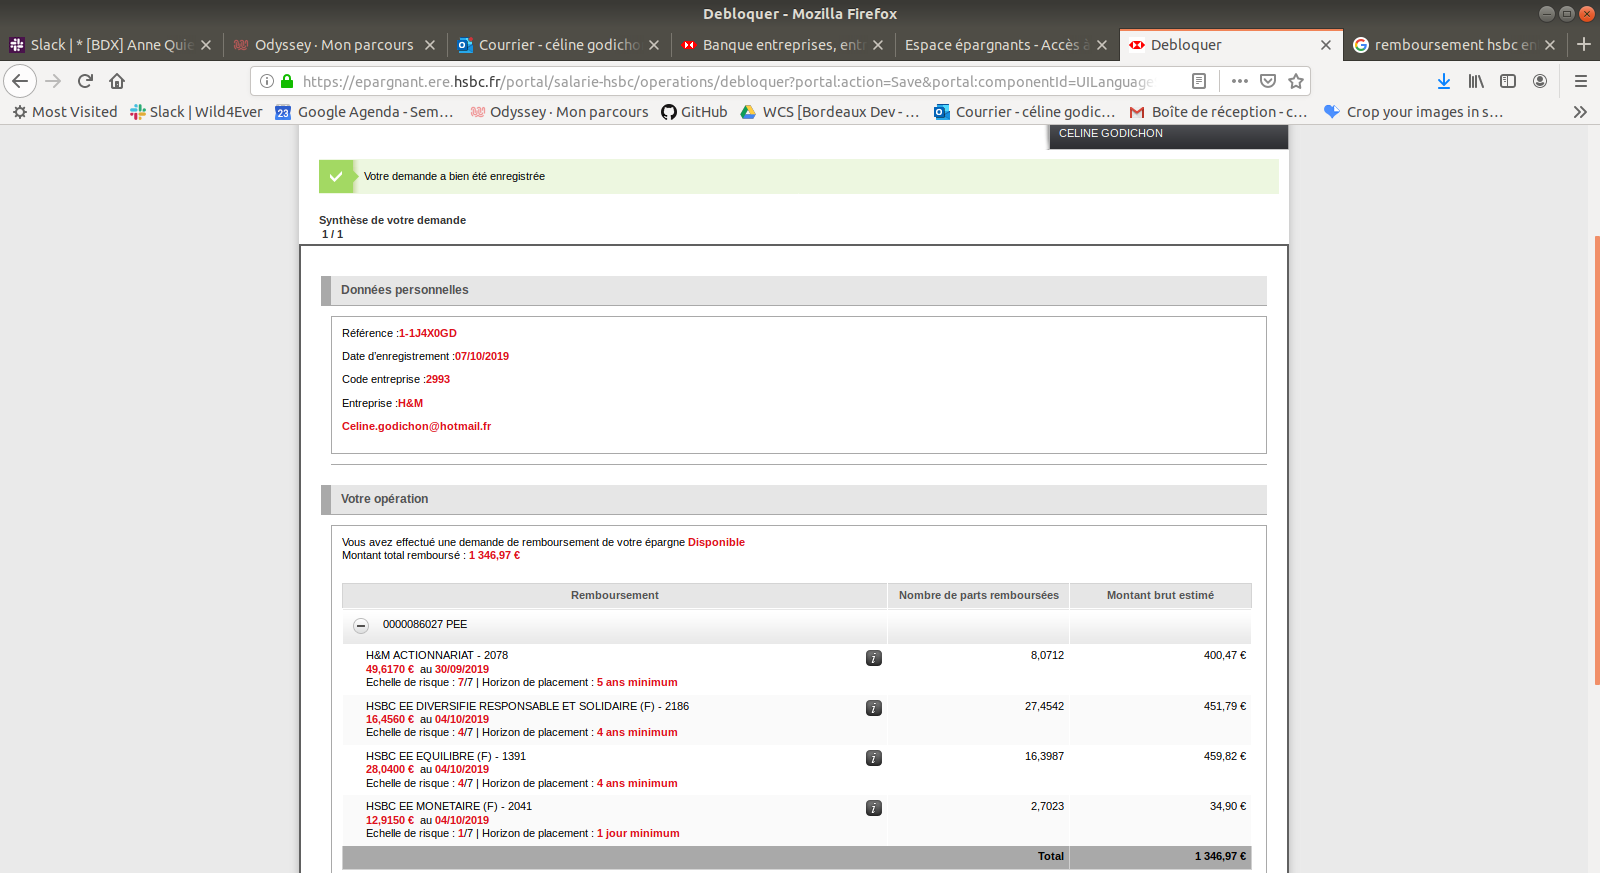 Debloquer - Mozilla Firefox
Slack | * [BDX] Anne Quie
Odyssey · Mon parcours
Courrier - céline godicho
Banque entreprises, ent
Espace épargnants - Accès à
Debloquer
remboursement hsbc en
https://epargnant.ere.hsbc.fr/portal/salarie-hsbc/operations/debloquer?portal:action=Save&portal:componentId=UILanguage
Most Visited
Slack | Wild4Ever
23
Google Agenda - Sem…
Odyssey · Mon parcours
GitHub
WCS [Bordeaux Dev - …
Courrier – céline godic…
Boîte de réception - c…
Crop your images in s…
CELINE GODICHON
Votre demande a bien été enregistrée
Synthèse de votre demande
1 / 1
Données personnelles
Référence :1-1J4X0GD
Date d'enregistrement :07/10/2019
Code entreprise :2993
Entreprise :H&M
Celine.godichon@hotmail.fr
Votre opération
Vous avez effectué une demande de remboursement de votre épargne Disponible
Montant total remboursé : 1 346,97 €
Remboursement Nombre de parts remboursées Montant brut estimé
0000086027 PEE
H&M ACTIONNARIAT - 2078 i 8,0712 400,47 €
49,6170 € au 30/09/2019
Echelle de risque : 7/7 | Horizon de placement : 5 ans minimum
HSBC EE DIVERSIFIE RESPONSABLE ET SOLIDAIRE (F) - 2186 i 27,4542 451,79 €
16,4560 € au 04/10/2019
Echelle de risque : 4/7 | Horizon de placement : 4 ans minimum
HSBC EE EQUILIBRE (F) - 1391 i 16,3987 459,82 €
28,0400 € au 04/10/2019
Echelle de risque : 4/7 | Horizon de placement : 4 ans minimum
HSBC EE MONETAIRE (F) - 2041 i 2,7023 34,90 €
12,9150 € au 04/10/2019
Echelle de risque : 1/7 | Horizon de placement : 1 jour minimum
Total 1 346,97 €